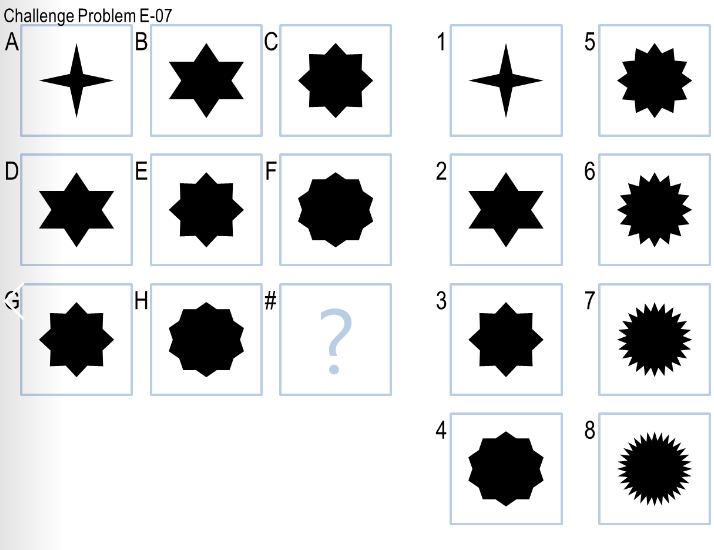 Challenge Problem E-07
A B C 1 5
D E F 2 6
G H # 3 7
?
4 8